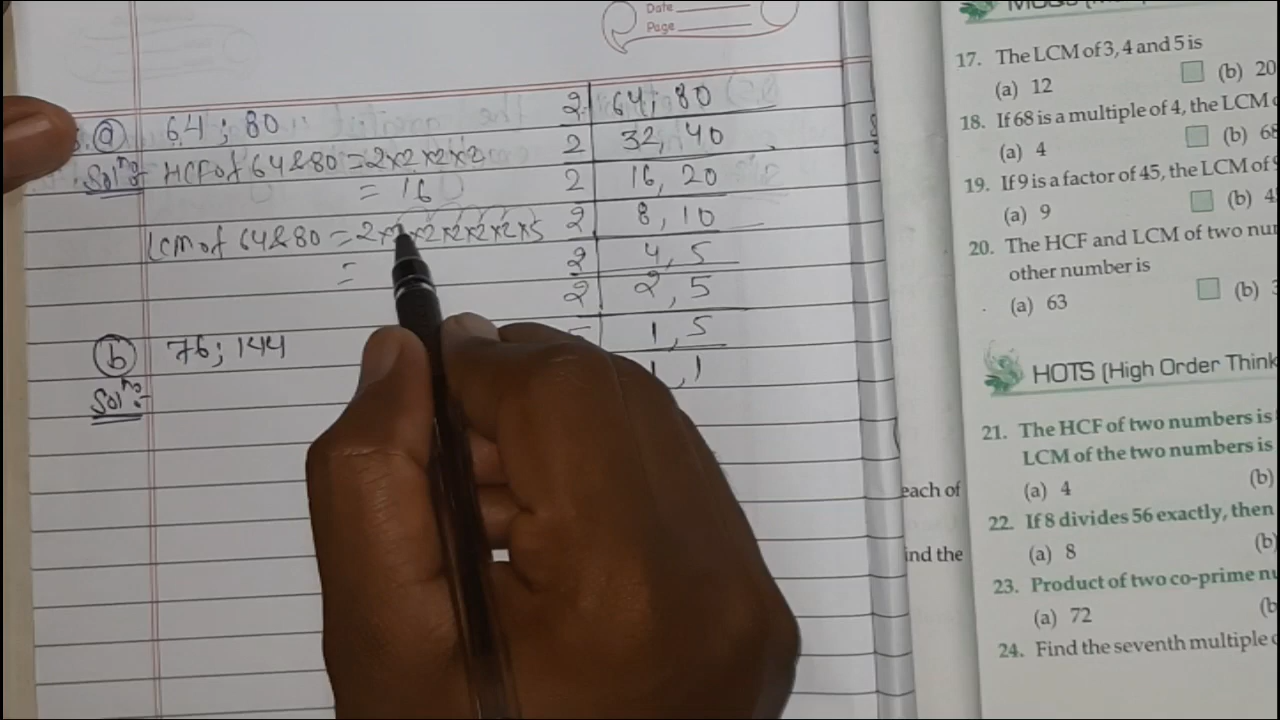 Date
Page
(a) 64 ; 80
Solⁿ:- HCF of 64 & 80 = 2×2×2×2
= 16
LCM of 64 & 80 = 2×2×2×2×2×2×5
=
(b) 76 ; 144
Solⁿ:-
2 64, 80
2 32, 40
2 16, 20
2 8, 10
2 4, 5
2 2, 5
1, 5
1, 1
each of
ind the
17. The LCM of 3, 4 and 5 is
(a) 12 (b) 20
18. If 68 is a multiple of 4, the LCM
(a) 4 (b)
19. If 9 is a factor of 45, the LCM of
(a) 9 (b)
20. The HCF and LCM of two
other number is
(a) 63 (b)
HOTS (High Order Think
21. The HCF of two numbers is
LCM of the two numbers is
(a) 4 (b)
22. If 8 divides 56 exactly, then
(a) 8 (b)
23. Product of two co-prime
(a) 72 (b
24. Find the seventh multiple